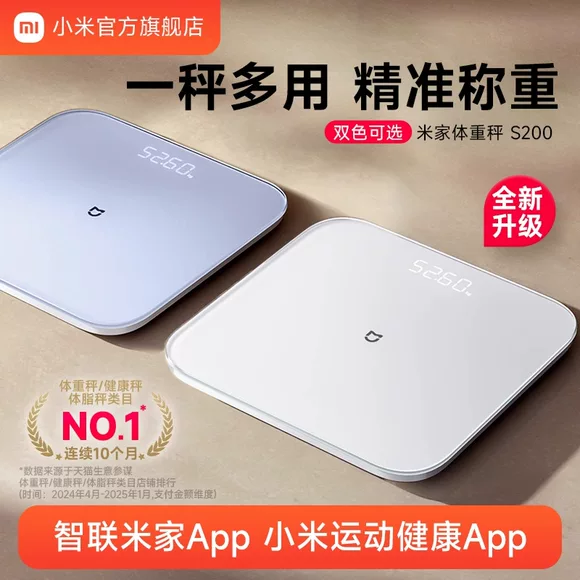 小米官方旗舰店
一秤多用 精准称重
双色可选 米家体重秤 S200
全新
升级
52.60
52.60
体重秤/健康秤
体脂秤类目
NO.1*
连续10个月
*数据来源于天猫生意参谋
体重秤/健康秤/体脂秤类目店铺排行
(时间：2024年4月-2025年1月,支付金额维度)
智联米家App 小米运动健康App